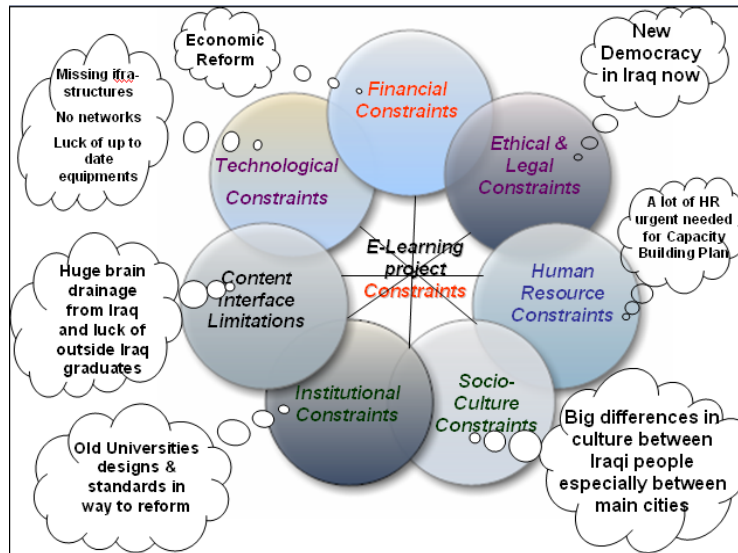 Economic
Reform
New
Democracy
in Iraq now
Missing ifra-
structures
No networks
Luck of up to
date
equipments
Financial
Constraints
Technological
Constraints
Ethical &
Legal
Constraints
A lot of HR
urgent needed
for Capacity
Building Plan
E-Learning
project
Constraints
Huge brain
drainage
from Iraq
and luck of
outside Iraq
graduates
Content
Interface
Limitations
Human
Resource
Constraints
Institutional
Constraints
Socio-
Culture
Constraints
Old Universities
designs &
standards in
way to reform
Big differences in
culture between
Iraqi people
especially between
main cities